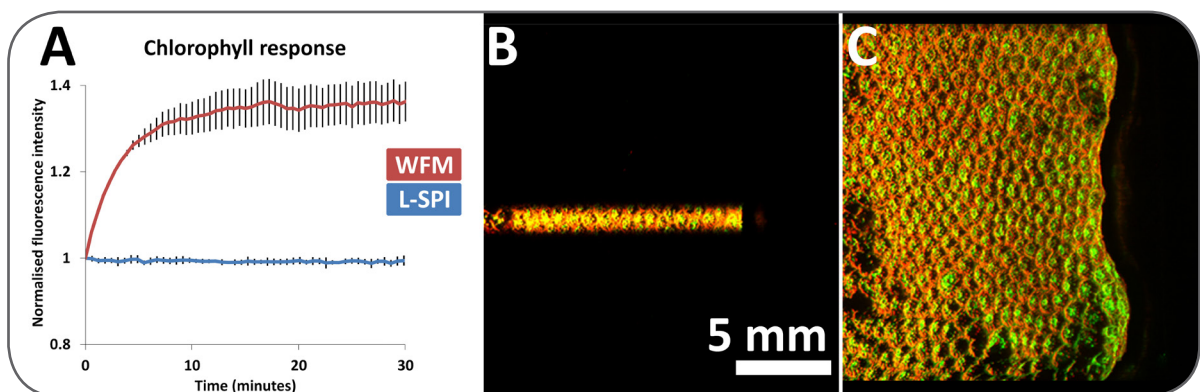 A
Chlorophyll response
Normalised fluorescence intensity
1.4
1.2
1
0.8
0
10
20
30
Time (minutes)
WFM
L-SPI
B
5 mm
C